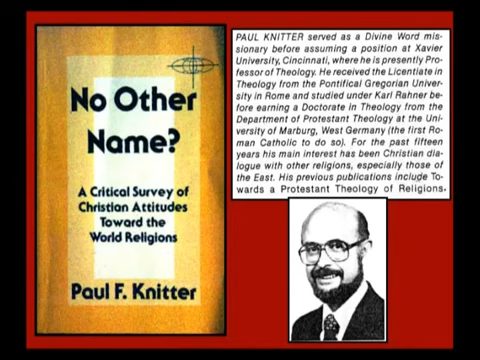 No Other
Name?
A Critical Survey of
Christian Attitudes
Toward the
World Religions
Paul F. Knitter
PAUL KNITTER served as a Divine Word mis-
sionary before assuming a position at Xavier
University, Cincinnati, where he is presently Pro-
fessor of Theology. He received the Licentiate in
Theology from the Pontifical Gregorian Univer-
sity in Rome and studied under Karl Rahner be-
fore earning a Doctorate in Theology from the
Department of Protestant Theology at the Uni-
versity of Marburg, West Germany (the first Ro-
man Catholic to do so). For the past fifteen
years his main interest has been Christian dia-
logue with other religions, especially those of
the East. His previous publications include To-
wards a Protestant Theology of Religions.